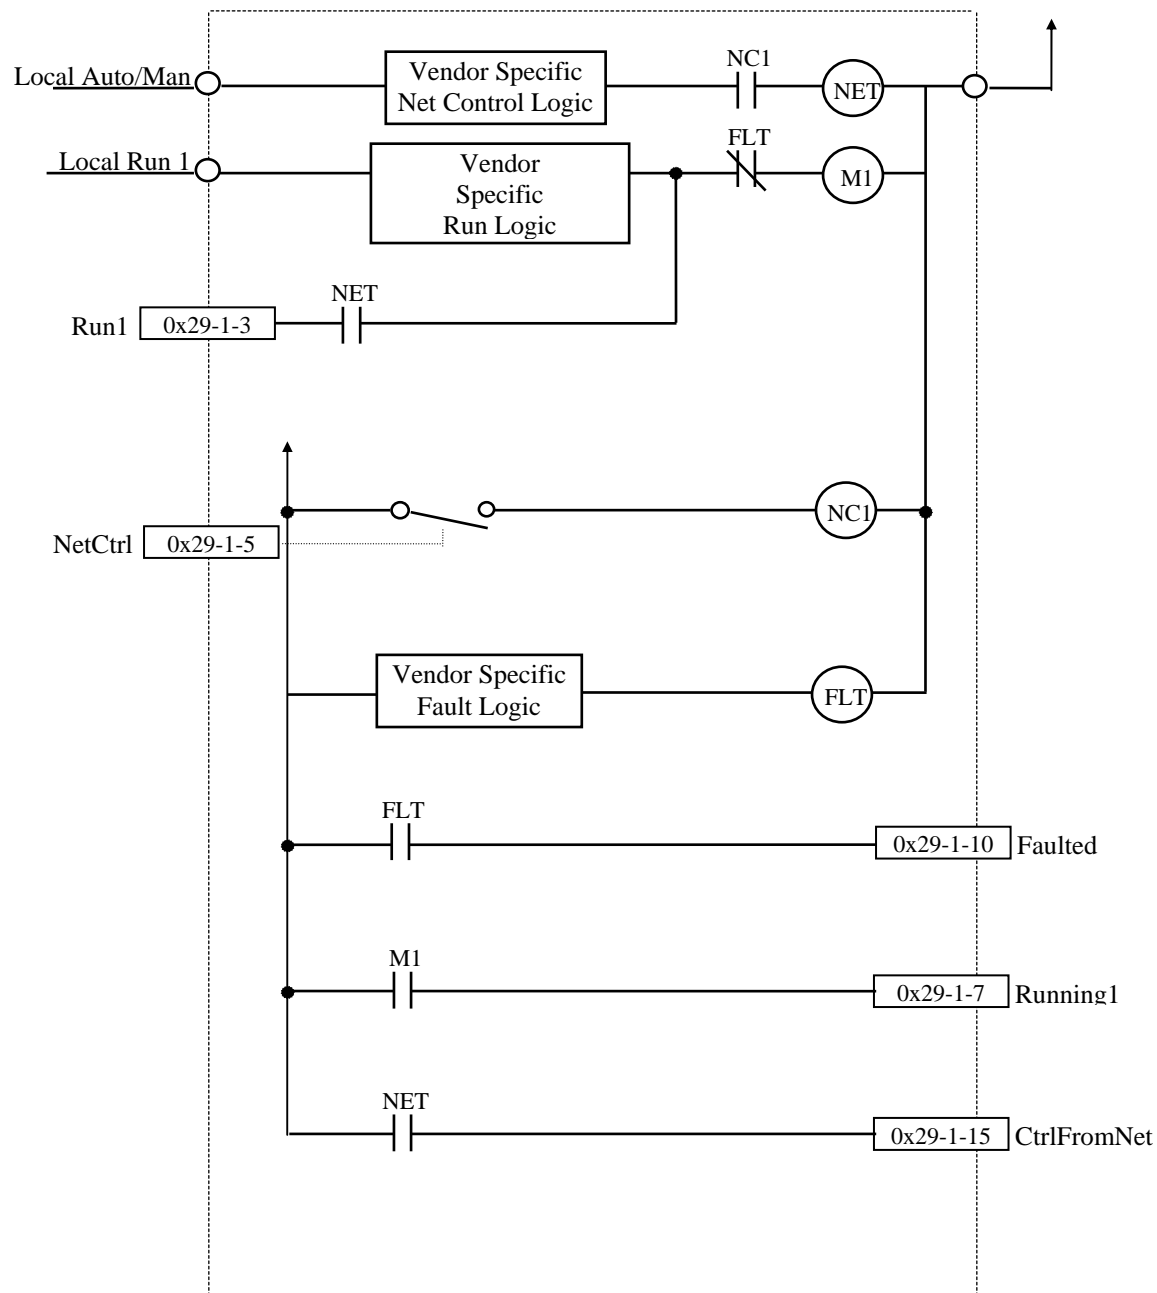 NC1
Local Auto/Man
Vendor Specific
Net Control Logic
NET
FLT
Local Run 1
Vendor
Specific
Run Logic
M1
NET
Run1
0x29-1-3
NC1
NetCtrl
0x29-1-5
Vendor Specific
Fault Logic
FLT
FLT
0x29-1-10
Faulted
M1
0x29-1-7
Running1
NET
0x29-1-15
CtrlFromNet